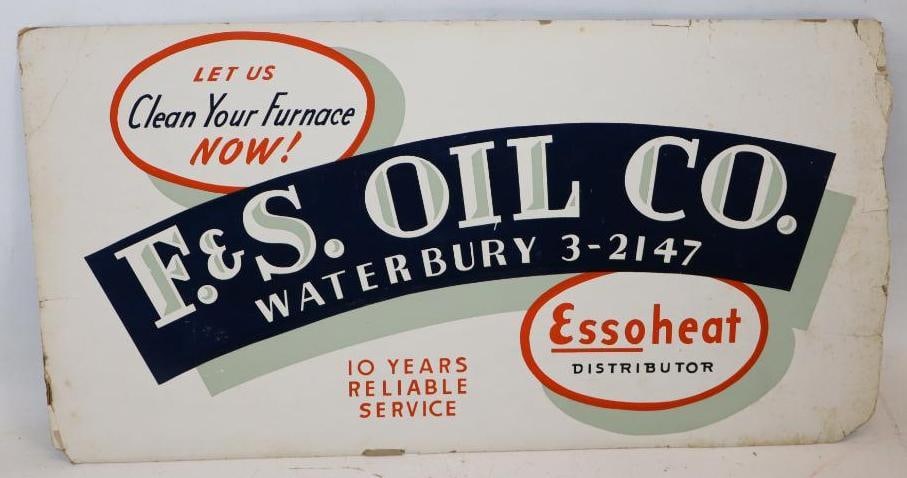 LET US
Clean Your Furnace
NOW!
F.&S. OIL CO.
WATERBURY 3-2147
Essoheat
DISTRIBUTOR
10 YEARS
RELIABLE
SERVICE